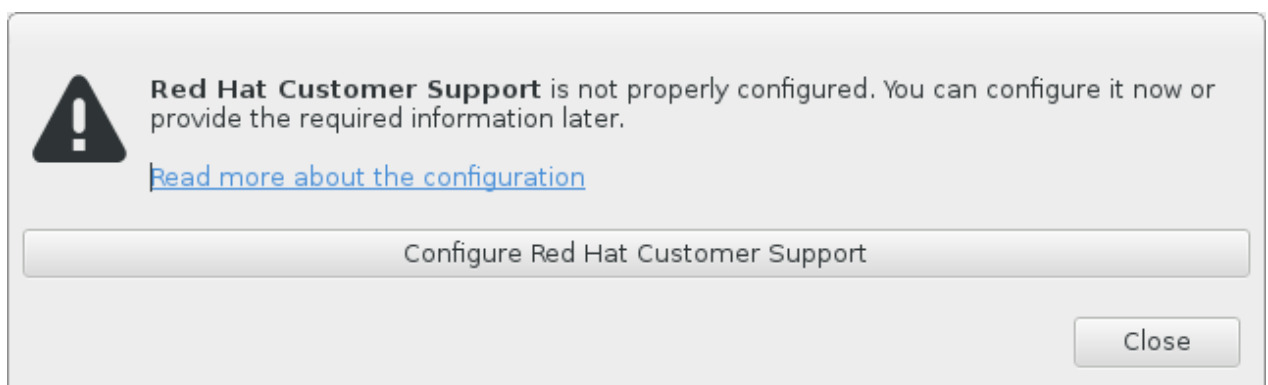 Red Hat Customer Support is not properly configured. You can configure it now or
provide the required information later.
Read more about the configuration
Configure Red Hat Customer Support
Close